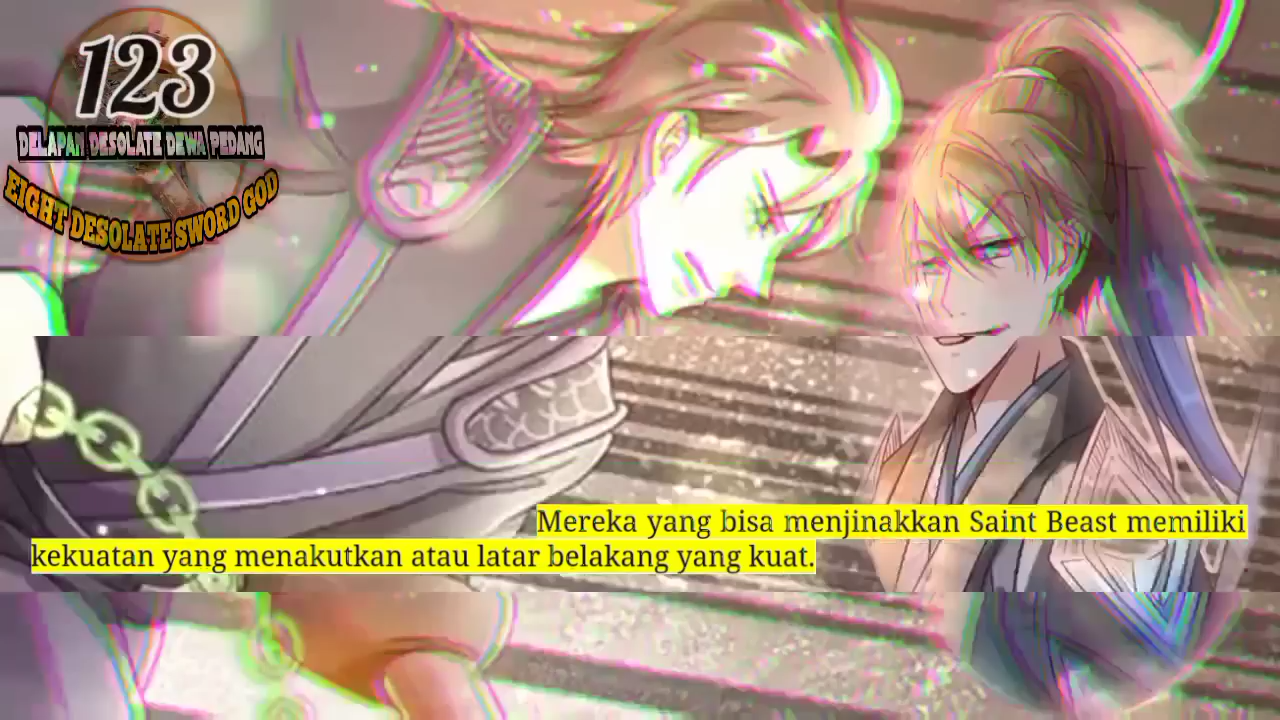 123
DELAPAN DESOLATE DEWA PEDANG
EIGHT DESOLATE SWORD GOD
Mereka yang bisa menjinakkan Saint Beast memiliki
kekuatan yang menakutkan atau latar belakang yang kuat.